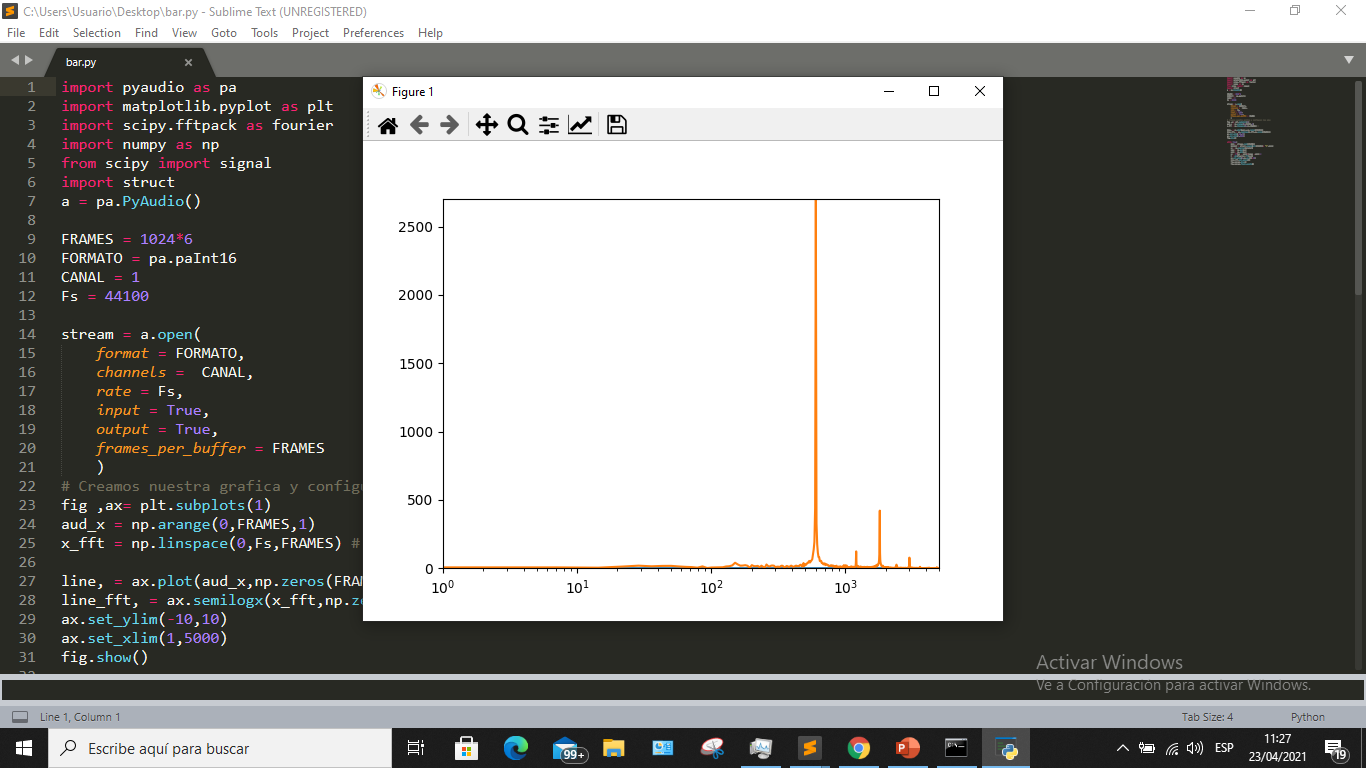 C:\Users\Usuario\Desktop\bar.py - Sublime Text (UNREGISTERED)
File Edit Selection Find View Goto Tools Project Preferences Help
bar.py
1 import pyaudio as pa
2 import matplotlib.pyplot as plt
3 import scipy.fftpack as fourier
4 import numpy as np
5 from scipy import signal
6 import struct
7 a = pa.PyAudio()
8
9 FRAMES = 1024*6
10 FORMATO = pa.paInt16
11 CANAL = 1
12 Fs = 44100
13
14 stream = a.open(
15 format = FORMATO,
16 channels =  CANAL,
17 rate = Fs,
18 input = True,
19 output = True,
20 frames_per_buffer = FRAMES
21 )
22 # Creamos nuestra grafica y config
23 fig ,ax= plt.subplots(1)
24 aud_x = np.arange(0,FRAMES,1)
25 x_fft = np.linspace(0,Fs,FRAMES) #
26
27 line, = ax.plot(aud_x,np.zeros(FRA
28 line_fft, = ax.semilogx(x_fft,np.z
29 ax.set_ylim(-10,10)
30 ax.set_xlim(1,5000)
31 fig.show()
Figure 1
2500
2000
1500
1000
500
0
10⁰ 10¹ 10² 10³
Activar Windows
Ve a Configuración para activar Windows.
Line 1, Column 1 Tab Size: 4 Python
Escribe aquí para buscar
99+
ESP
11:27
23/04/2021
19